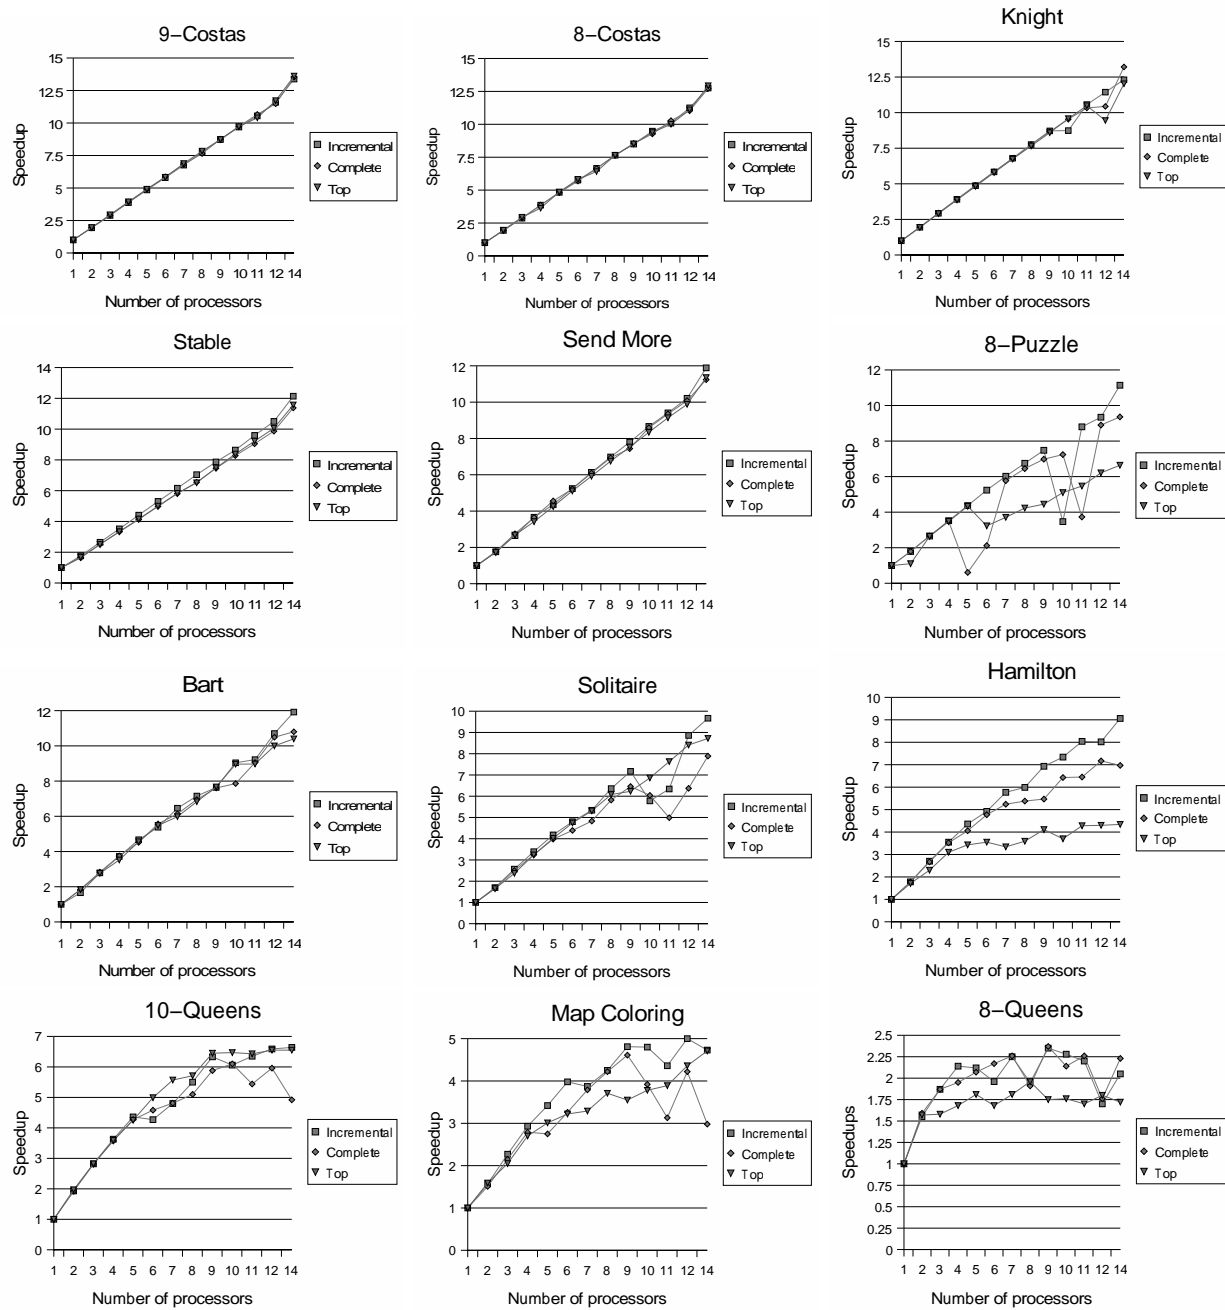 9−Costas
15
12.5
10
7.5
5
2.5
0
Speedup
1 2 3 4 5 6 7 8 9 10 11 12 14
Number of processors
Incremental
Complete
Top
8−Costas
15
12.5
10
7.5
5
2.5
0
Speedup
1 2 3 4 5 6 7 8 9 10 11 12 14
Number of processors
Incremental
Complete
Top
Knight
15
12.5
10
7.5
5
2.5
0
Speedup
1 2 3 4 5 6 7 8 9 10 11 12 14
Number of processors
Incremental
Complete
Top
Stable
14
12
10
8
6
4
2
0
Speedup
1 2 3 4 5 6 7 8 9 10 11 12 14
Number of processors
Incremental
Complete
Top
Send More
12
10
8
6
4
2
0
Speedup
1 2 3 4 5 6 7 8 9 10 11 12 14
Number of processors
Incremental
Complete
Top
8−Puzzle
12
10
8
6
4
2
0
Speedup
1 2 3 4 5 6 7 8 9 10 11 12 14
Number of processors
Incremental
Complete
Top
Bart
12
10
8
6
4
2
0
Speedup
1 2 3 4 5 6 7 8 9 10 11 12 14
Number of processors
Incremental
Complete
Top
Solitaire
10
9
8
7
6
5
4
3
2
1
0
Speedup
1 2 3 4 5 6 7 8 9 10 11 12 14
Number of processors
Incremental
Complete
Top
Hamilton
10
9
8
7
6
5
4
3
2
1
0
Speedup
1 2 3 4 5 6 7 8 9 10 11 12 14
Number of processors
Incremental
Complete
Top
10−Queens
7
6
5
4
3
2
1
0
Speedup
1 2 3 4 5 6 7 8 9 10 11 12 14
Number of processors
Incremental
Complete
Top
Map Coloring
5
4
3
2
1
0
Speedup
1 2 3 4 5 6 7 8 9 10 11 12 14
Number of processors
Incremental
Complete
Top
8−Queens
2.5
2.25
2
1.75
1.5
1.25
1
0.75
0.5
0.25
0
Speedups
1 2 3 4 5 6 7 8 9 10 11 12 14
Number of processors
Incremental
Complete
Top